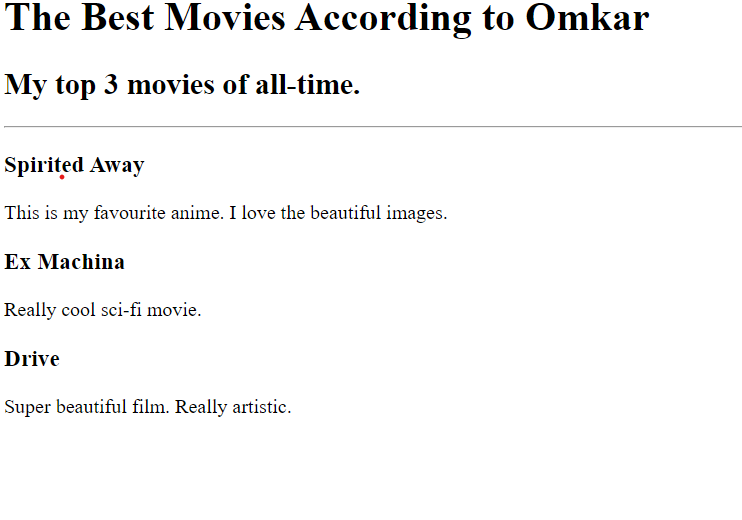 The Best Movies According to Omkar
My top 3 movies of all-time.
Spirited Away
This is my favourite anime. I love the beautiful images.
Ex Machina
Really cool sci-fi movie.
Drive
Super beautiful film. Really artistic.